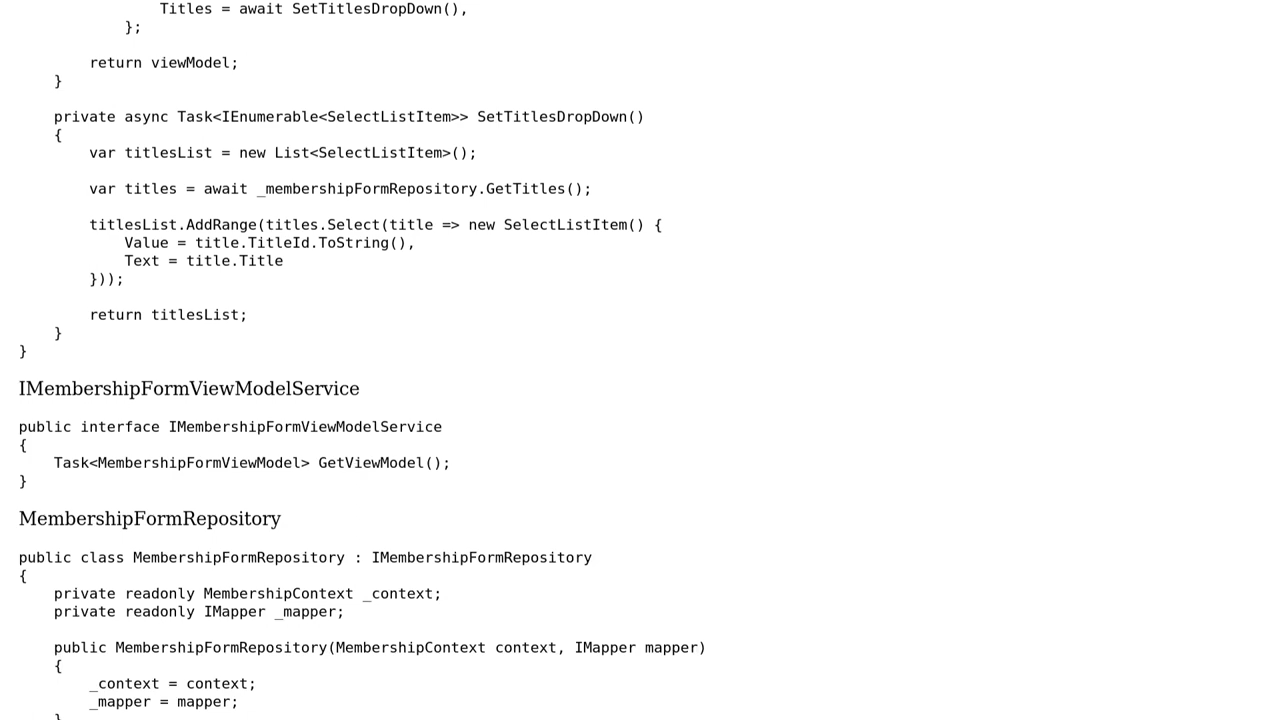 Titles = await SetTitlesDropDown(),
            };

        return viewModel;
    }

    private async Task<IEnumerable<SelectListItem>> SetTitlesDropDown()
    {
        var titlesList = new List<SelectListItem>();

        var titles = await _membershipFormRepository.GetTitles();

        titlesList.AddRange(titles.Select(title => new SelectListItem() {
            Value = title.TitleId.ToString(),
            Text = title.Title
        }));

        return titlesList;
    }
}
IMembershipFormViewModelService
public interface IMembershipFormViewModelService
{
    Task<MembershipFormViewModel> GetViewModel();
}
MembershipFormRepository
public class MembershipFormRepository : IMembershipFormRepository
{
    private readonly MembershipContext _context;
    private readonly IMapper _mapper;

    public MembershipFormRepository(MembershipContext context, IMapper mapper)
    {
        _context = context;
        _mapper = mapper;
    }